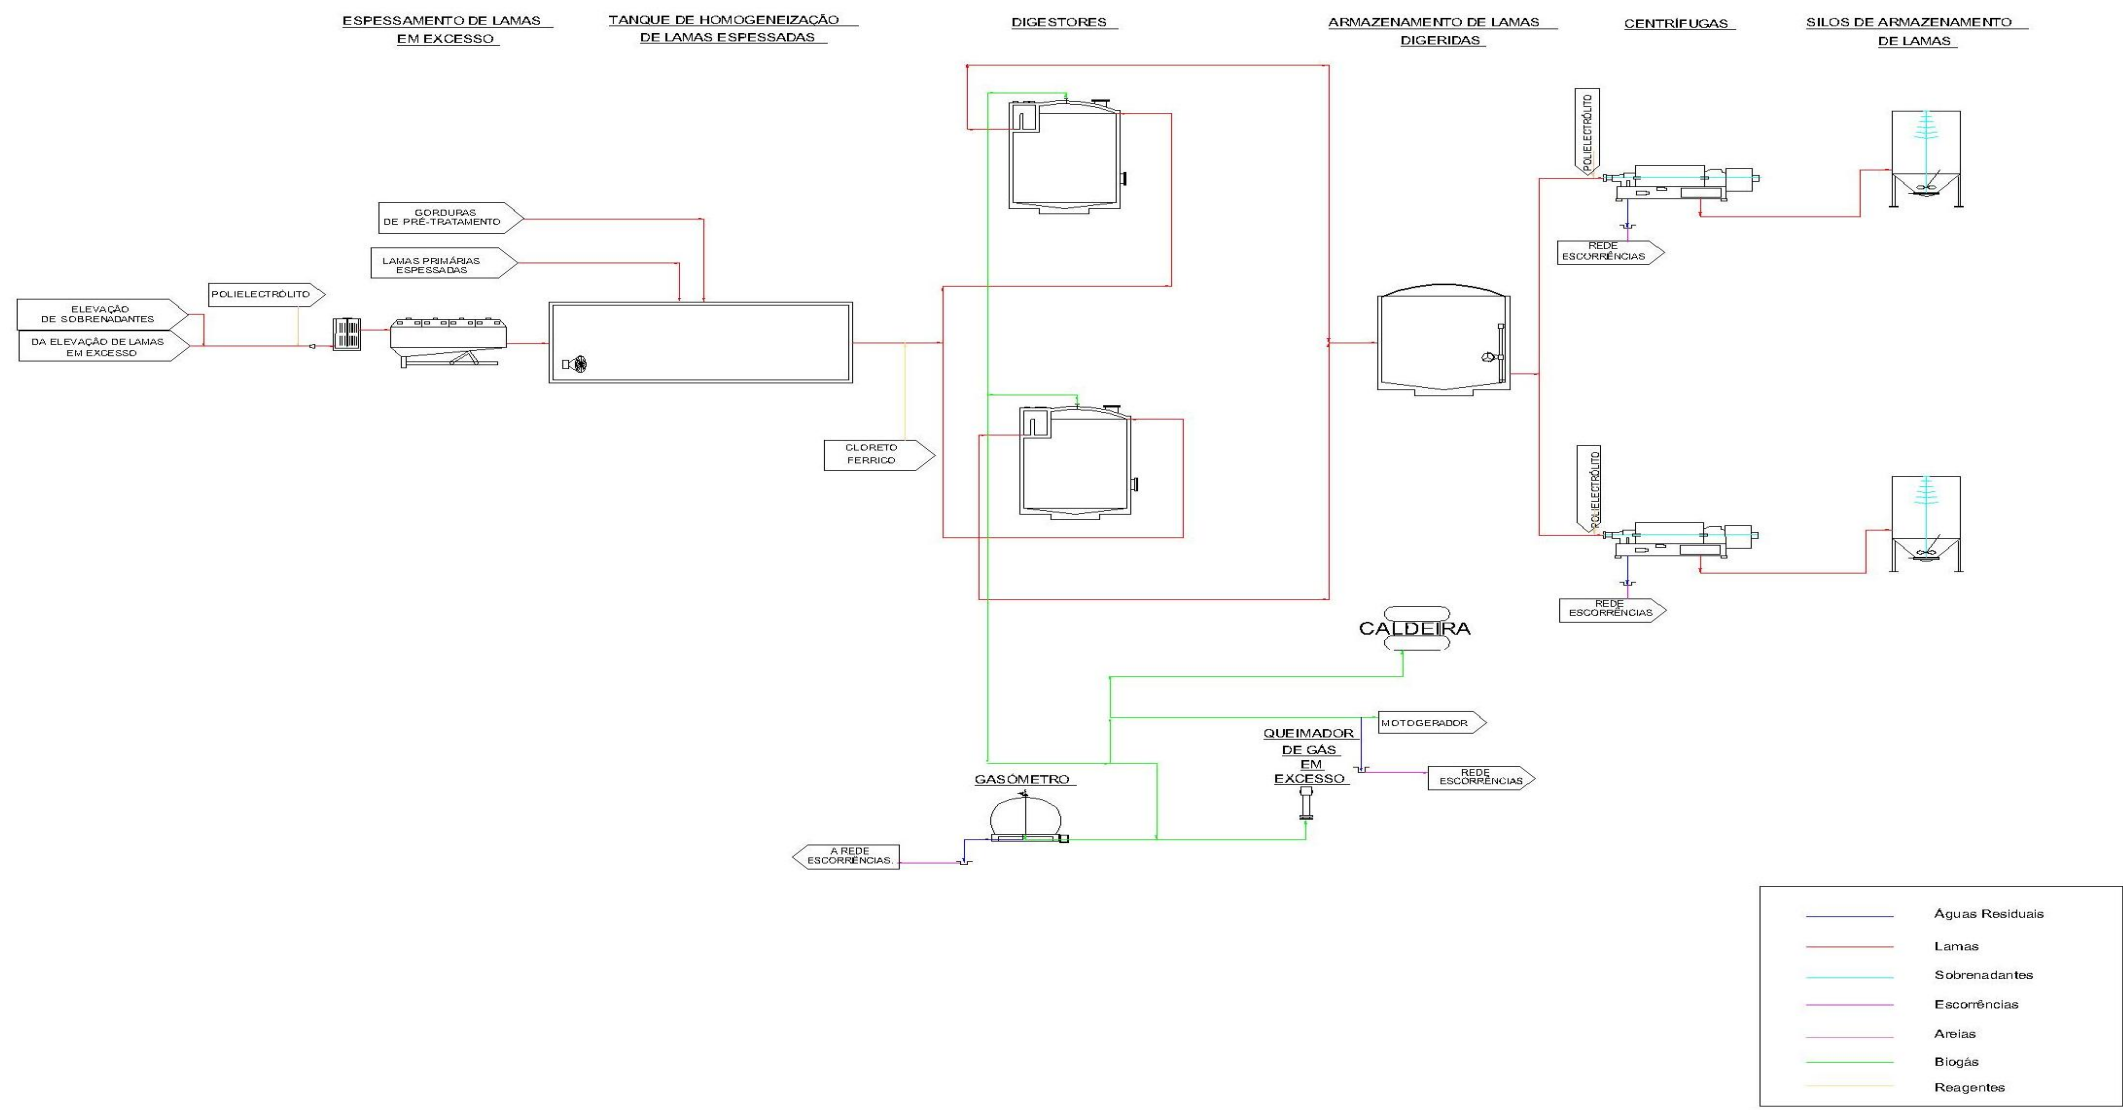 ESPESSAMENTO DE LAMAS
EM EXCESSO
TANQUE DE HOMOGENEIZAÇÃO
DE LAMAS ESPESSADAS
DIGESTORES
ARMAZENAMENTO DE LAMAS
DIGERIDAS
CENTRÍFUGAS
SILOS DE ARMAZENAMENTO
DE LAMAS
POLIELECTRÓLITO
GORDURAS
DE PRÉ-TRATAMENTO
LAMAS PRIMÁRIAS
ESPESSADAS
REDE
ESCORRÊNCIAS
POLIELECTRÓLITO
ELEVAÇÃO
DE SOBRENADANTES
DA ELEVAÇÃO DE LAMAS
EM EXCESSO
CLORETO
FERRICO
POLIELECTRÓLITO
REDE
ESCORRÊNCIAS
CALDEIRA
MOTOGERADOR
QUEIMADOR
DE GÁS
EM
EXCESSO
REDE
ESCORRÊNCIAS
GASÓMETRO
A REDE
ESCORRÊNCIAS.
Águas Residuais
Lamas
Sobrenadantes
Escorrências
Areias
Biogás
Reagentes